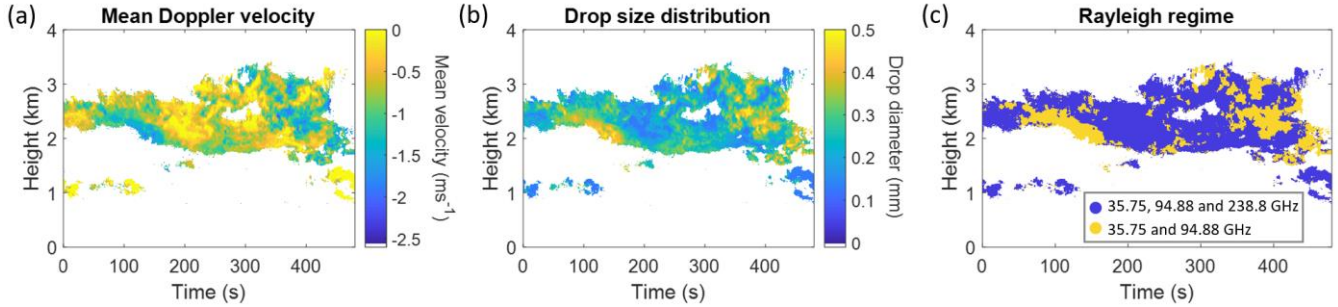 (a) Mean Doppler velocity
4
3
2
1
0
Height (km)
0 100 200 300 400
Time (s)
0
-0.5
-1
-1.5
-2
-2.5
Mean velocity (ms⁻¹)
(b) Drop size distribution
4
3
2
1
0
Height (km)
0 100 200 300 400
Time (s)
0.5
0.4
0.3
0.2
0.1
0
Drop diameter (mm)
(c) Rayleigh regime
4
3
2
1
0
Height (km)
35.75, 94.88 and 238.8 GHz
35.75 and 94.88 GHz
0 100 200 300 400
Time (s)